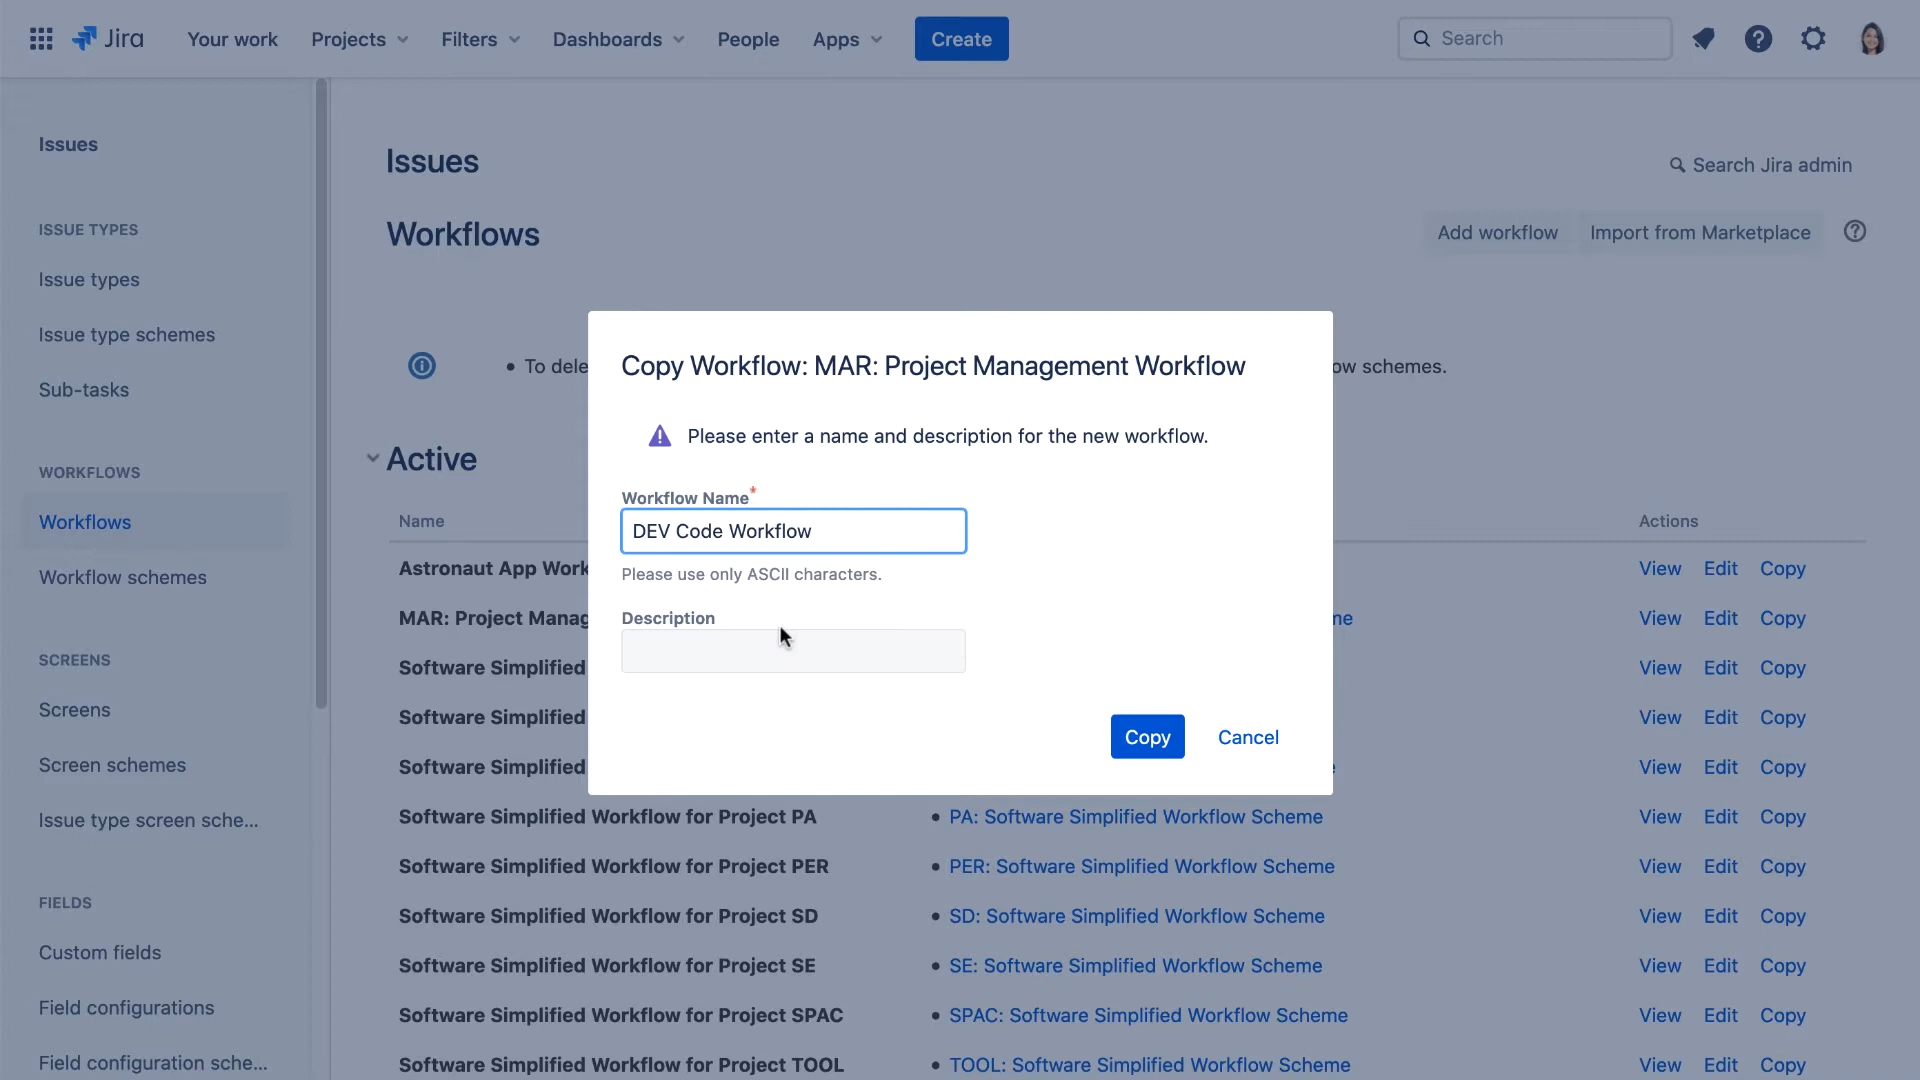 Jira
Your work
Projects
Filters
Dashboards
People
Apps
Create
Search
Issues
ISSUE TYPES
Issue types
Issue type schemes
Sub-tasks
WORKFLOWS
Workflows
Workflow schemes
SCREENS
Screens
Screen schemes
Issue type screen sche...
FIELDS
Custom fields
Field configurations
Field configuration sche...
Issues
Search Jira admin
Workflows
Add workflow
Import from Marketplace
• To dele
ow schemes.
Active
Name
Actions
Astronaut App Work
View Edit Copy
MAR: Project Manag
me
View Edit Copy
Software Simplified
View Edit Copy
Software Simplified
View Edit Copy
Software Simplified
View Edit Copy
Software Simplified Workflow for Project PA • PA: Software Simplified Workflow Scheme View Edit Copy
Software Simplified Workflow for Project PER • PER: Software Simplified Workflow Scheme View Edit Copy
Software Simplified Workflow for Project SD • SD: Software Simplified Workflow Scheme View Edit Copy
Software Simplified Workflow for Project SE • SE: Software Simplified Workflow Scheme View Edit Copy
Software Simplified Workflow for Project SPAC • SPAC: Software Simplified Workflow Scheme View Edit Copy
Software Simplified Workflow for Project TOOL • TOOL: Software Simplified Workflow Scheme View Edit Copy
Copy Workflow: MAR: Project Management Workflow
Please enter a name and description for the new workflow.
Workflow Name*
DEV Code Workflow
Please use only ASCII characters.
Description
Copy
Cancel